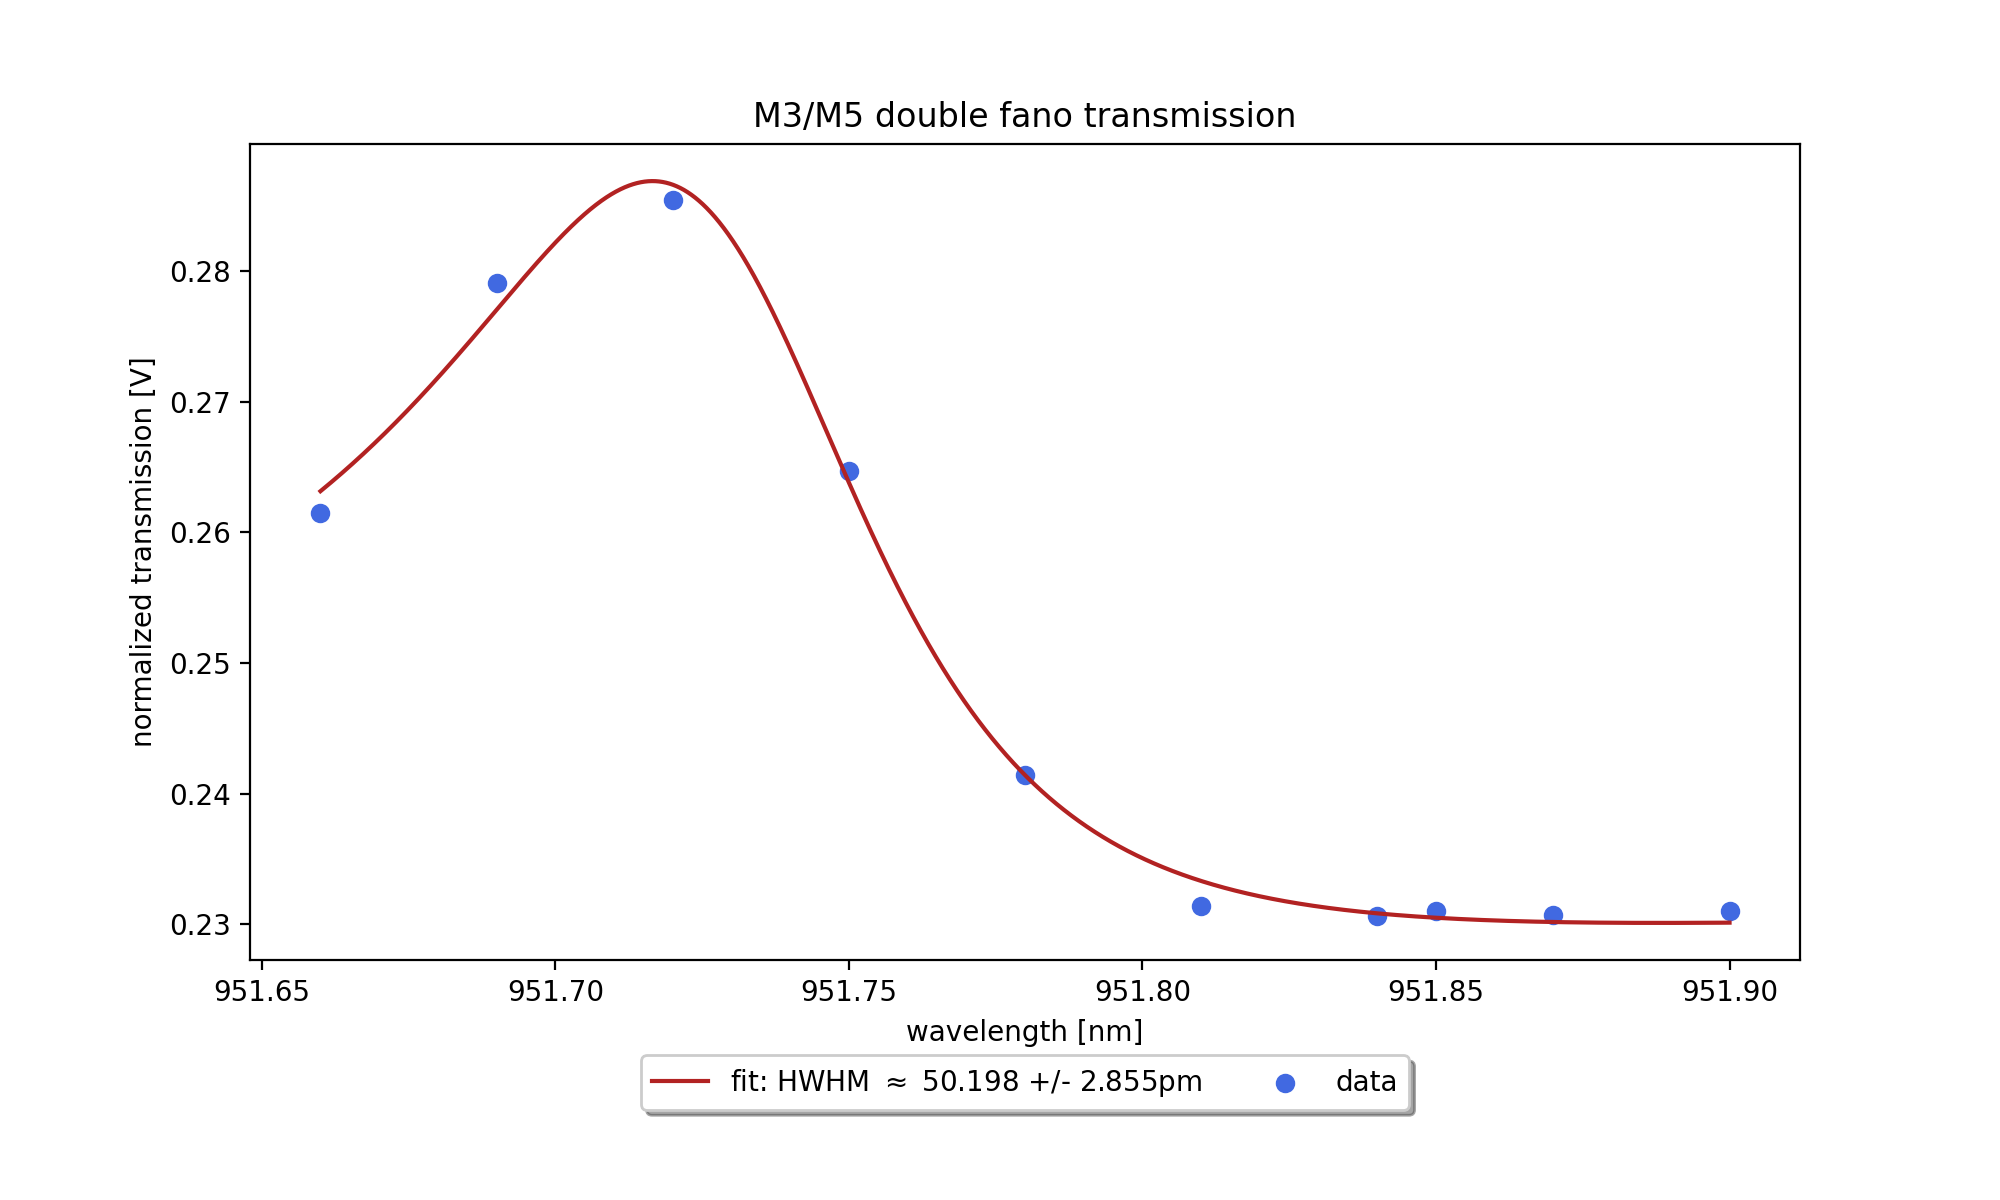 M3/M5 double fano transmission
normalized transmission [V]
0.28
0.27
0.26
0.25
0.24
0.23
951.65 951.70 951.75 951.80 951.85 951.90
wavelength [nm]
fit: HWHM ≈ 50.198 +/- 2.855pm data